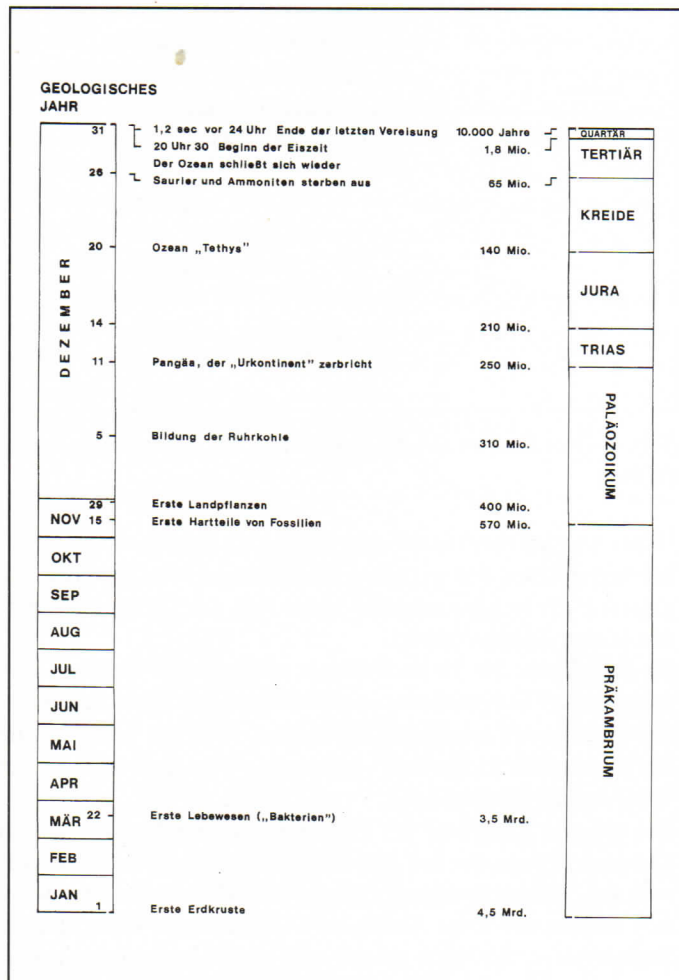 GEOLOGISCHES
JAHR
31 1,2 sec vor 24 Uhr Ende der letzten Vereisung 10.000 Jahre QUARTÄR
20 Uhr 30 Beginn der Eiszeit 1,8 Mio. TERTIÄR
Der Ozean schließt sich wieder
26 Saurier und Ammoniten sterben aus 65 Mio.
KREIDE
20 Ozean „Tethys" 140 Mio.
DEZEMBER
JURA
14 210 Mio.
TRIAS
11 Pangäa, der „Urkontinent" zerbricht 250 Mio.
PALÄOZOIKUM
5 Bildung der Ruhrkohle 310 Mio.
29 Erste Landpflanzen 400 Mio.
NOV 15 Erste Hartteile von Fossilien 570 Mio.
OKT
SEP
AUG
JUL
PRÄKAMBRIUM
JUN
MAI
APR
MÄR 22 Erste Lebewesen („Bakterien") 3,5 Mrd.
FEB
JAN
1 Erste Erdkruste 4,5 Mrd.